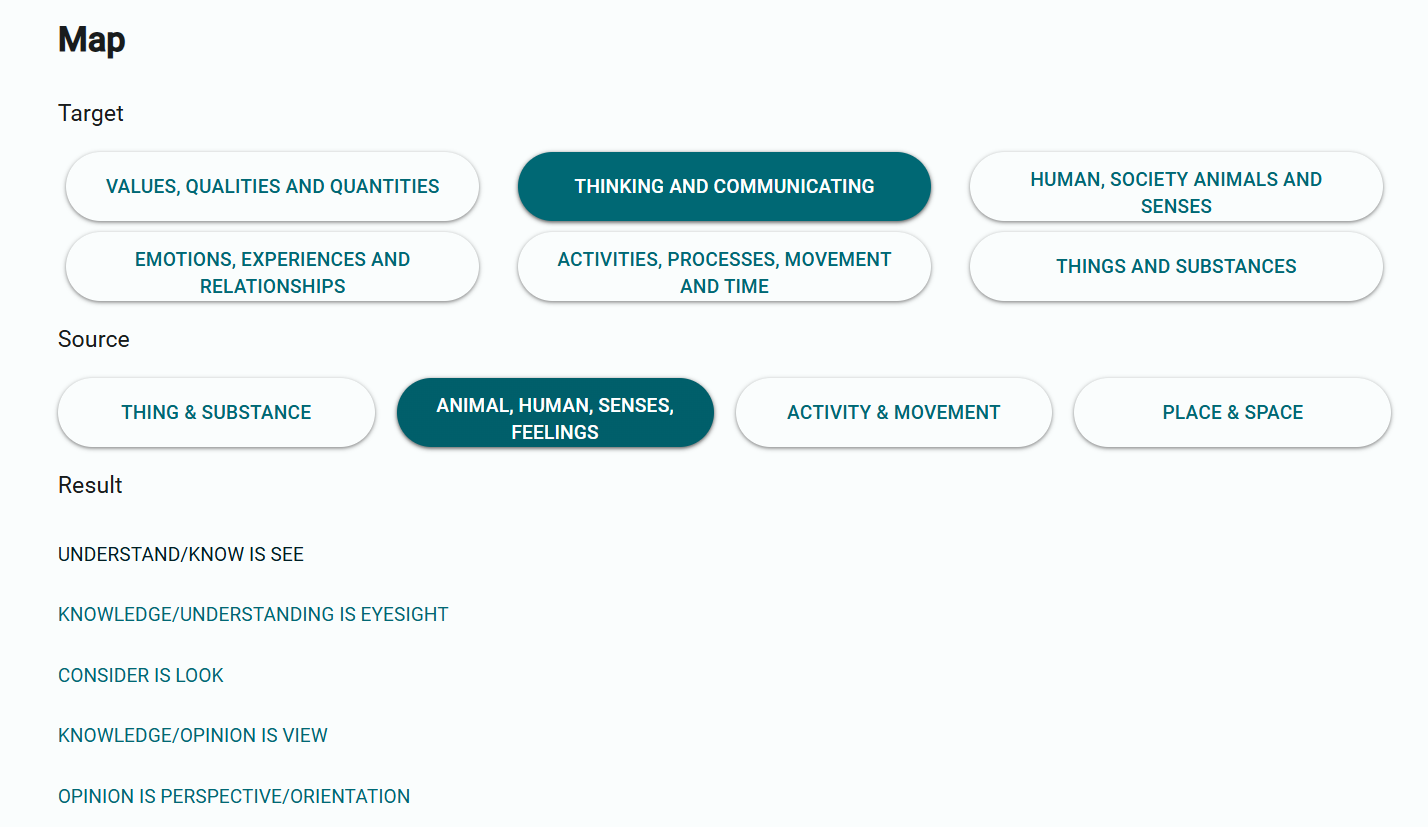 Map
Target
VALUES, QUALITIES AND QUANTITIES
THINKING AND COMMUNICATING
HUMAN, SOCIETY ANIMALS AND
SENSES
EMOTIONS, EXPERIENCES AND
RELATIONSHIPS
ACTIVITIES, PROCESSES, MOVEMENT
AND TIME
THINGS AND SUBSTANCES
Source
THING & SUBSTANCE
ANIMAL, HUMAN, SENSES,
FEELINGS
ACTIVITY & MOVEMENT
PLACE & SPACE
Result
UNDERSTAND/KNOW IS SEE
KNOWLEDGE/UNDERSTANDING IS EYESIGHT
CONSIDER IS LOOK
KNOWLEDGE/OPINION IS VIEW
OPINION IS PERSPECTIVE/ORIENTATION